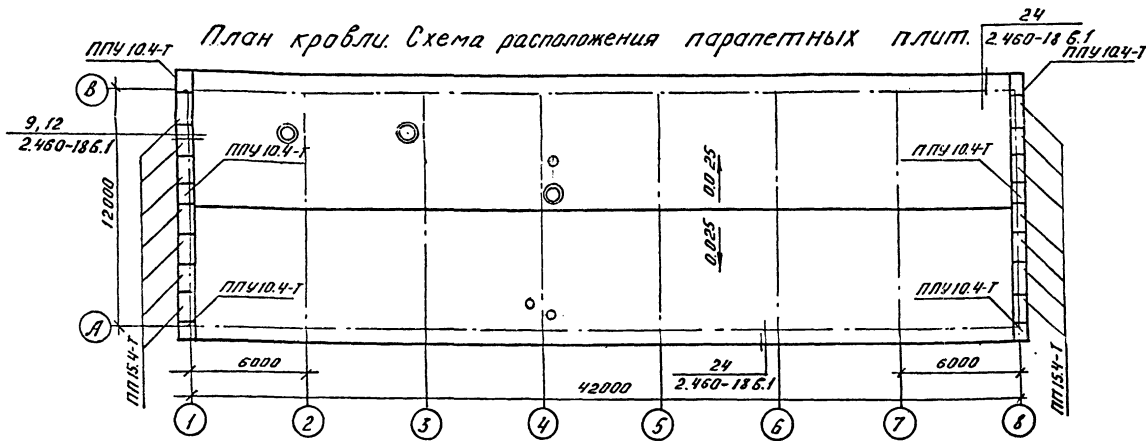 План кровли. Схема расположения парапетных плит.
24
2.460-18 б.1
ППУ 10.4-Т
ППУ 10.4-Т
В
9, 12
2.460-18 б.1
ППУ 10.4-Т
ППУ 10.4-Т
0.025
12000
0.025
ППУ 10.4-Т
ППУ 10.4-Т
А
ПП 15.4-Т
ПП 15.4-Т
6000
24
2.460-18 б.1
6000
42000
1
2
3
4
5
6
7
8